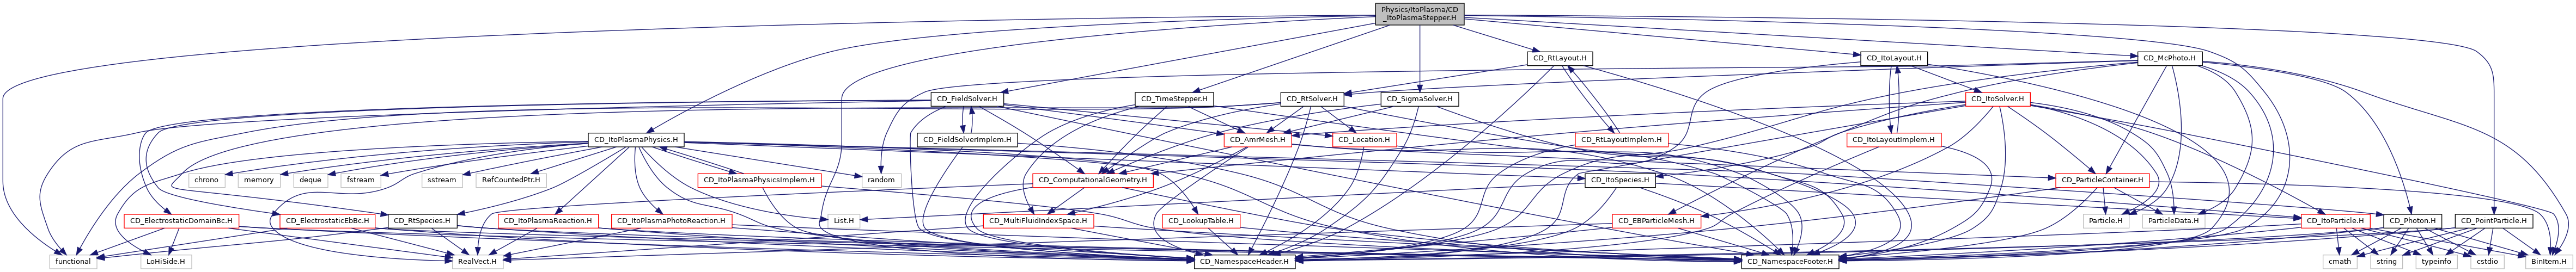 Physics/ItoPlasma/CD
_ItoPlasmaStepper.H
CD_RtLayout.H
CD_ItoLayout.H
CD_McPhoto.H
CD_FieldSolver.H
CD_TimeStepper.H
CD_RtSolver.H
CD_SigmaSolver.H
CD_ItoSolver.H
CD_ItoPlasmaPhysics.H
CD_FieldSolverImplem.H
CD_AmrMesh.H
CD_Location.H
CD_RtLayoutImplem.H
CD_ItoLayoutImplem.H
chrono
memory
deque
fstream
sstream
RefCountedPtr.H
CD_ItoPlasmaPhysicsImplem.H
random
CD_ComputationalGeometry.H
CD_ItoSpecies.H
CD_ParticleContainer.H
CD_ElectrostaticDomainBc.H
CD_ElectrostaticEbBc.H
CD_RtSpecies.H
CD_ItoPlasmaReaction.H
CD_ItoPlasmaPhotoReaction.H
List.H
CD_MultiFluidIndexSpace.H
CD_LookupTable.H
CD_EBParticleMesh.H
Particle.H
ParticleData.H
CD_ItoParticle.H
CD_Photon.H
CD_PointParticle.H
functional
LoHiSide.H
RealVect.H
CD_NamespaceHeader.H
CD_NamespaceFooter.H
cmath
string
typeinfo
cstdio
BinItem.H